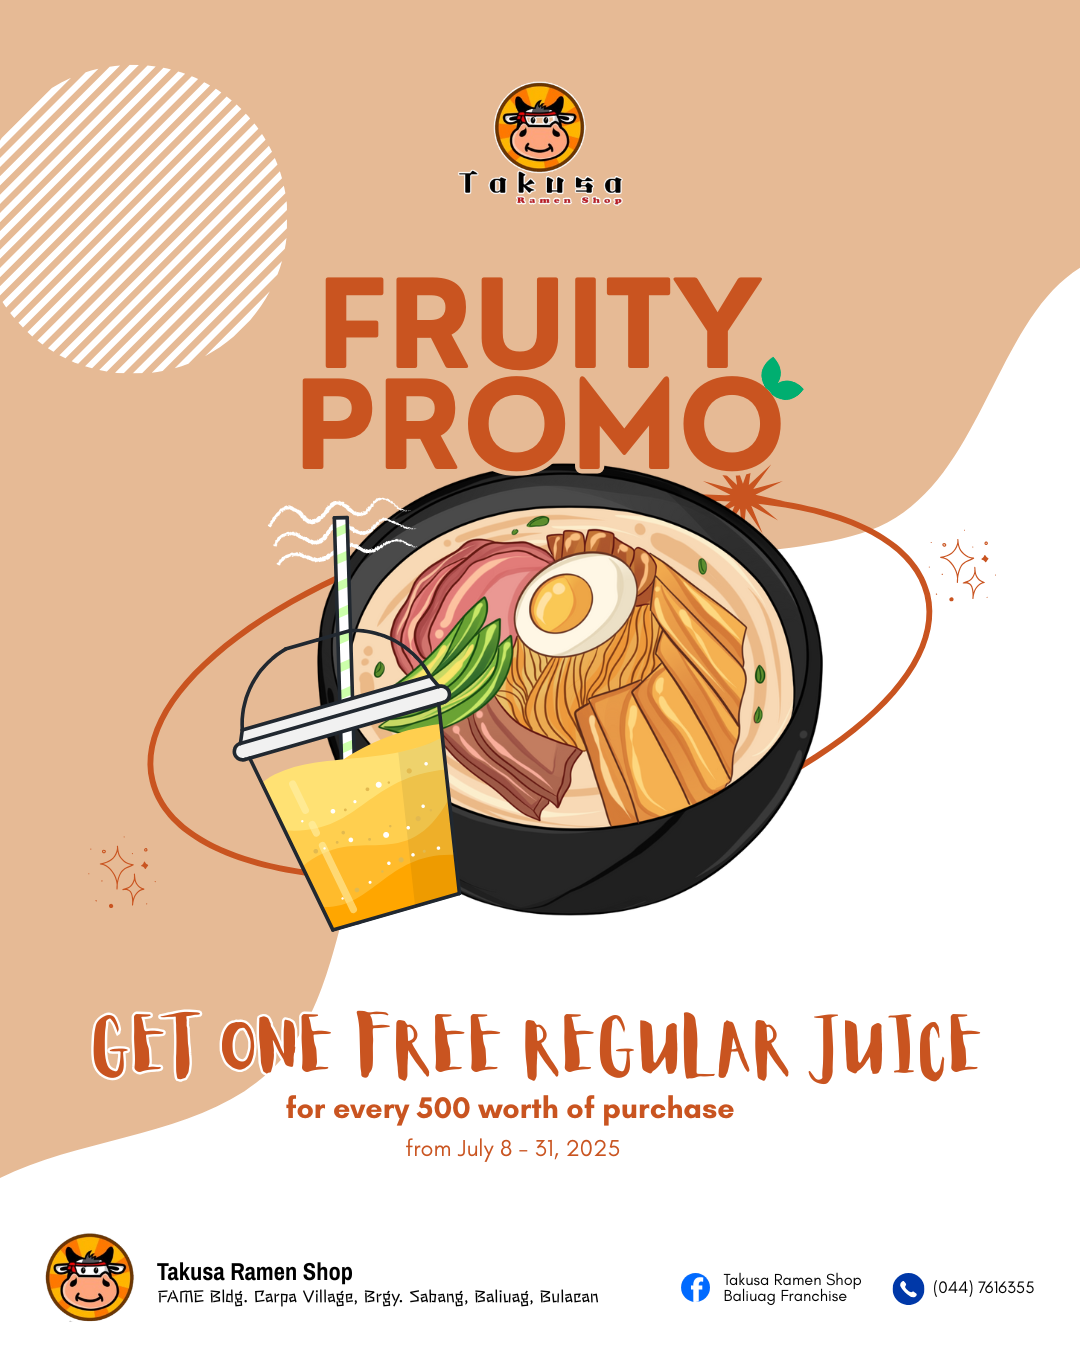 Takusa
Ramen Shop
FRUITY
PROMO
GET ONE FREE REGULAR JUICE
for every 500 worth of purchase
from July 8 - 31, 2025
Takusa Ramen Shop
FAME Bldg. Carpa Village, Brgy. Sabang, Baliuag, Bulacan
Takusa Ramen Shop
Baliuag Franchise
(044) 7616355